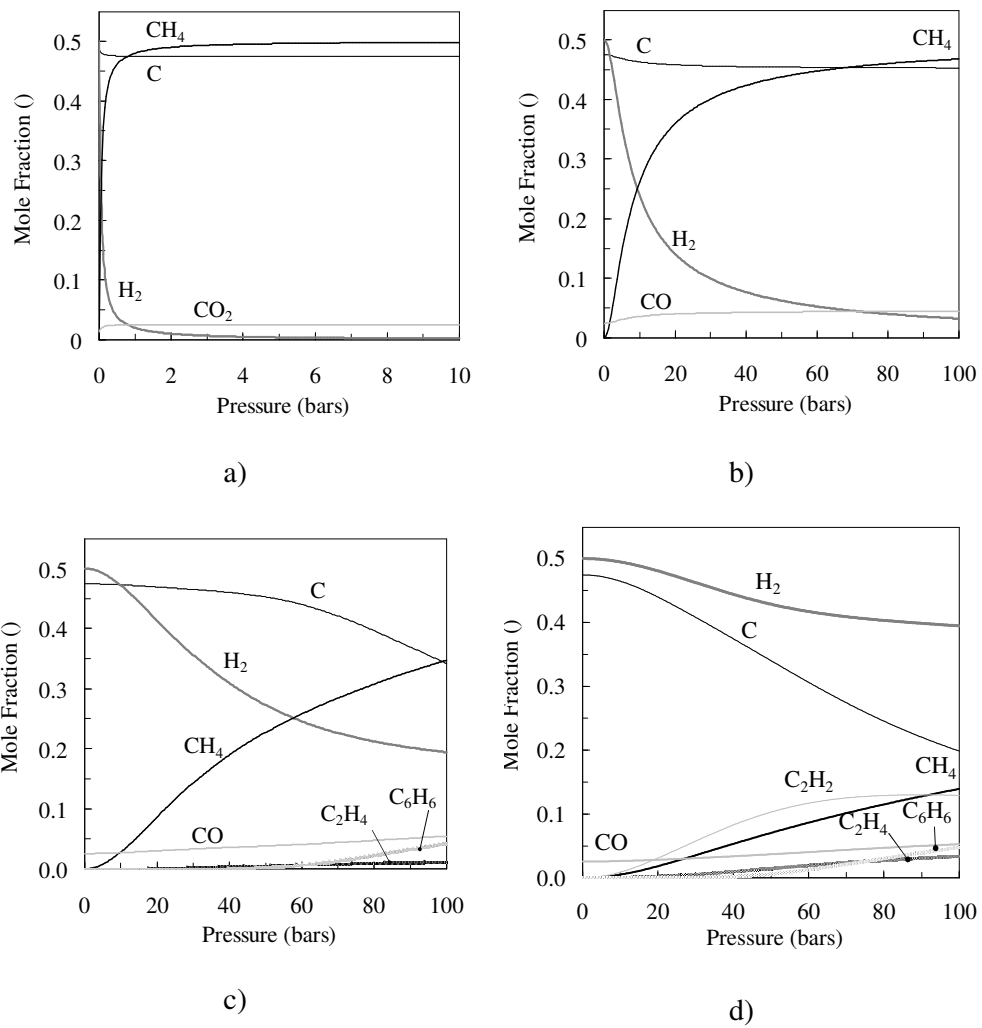 0.5
0.4
0.3
0.2
0.1
0
Mole Fraction ()
CH₄
C
H₂
CO₂
0 2 4 6 8 10
Pressure (bars)
a)
0.5
0.4
0.3
0.2
0.1
0
Mole Fraction ()
C
CH₄
H₂
CO
0 20 40 60 80 100
Pressure (bars)
b)
0.5
0.4
0.3
0.2
0.1
0.0
Mole Fraction ()
C
H₂
CH₄
CO
C₂H₄
C₆H₆
0 20 40 60 80 100
Pressure (bars)
c)
0.5
0.4
0.3
0.2
0.1
0.0
Mole Fraction ()
H₂
C
C₂H₂
CH₄
CO
C₂H₄
C₆H₆
0 20 40 60 80 100
Pressure (bars)
d)